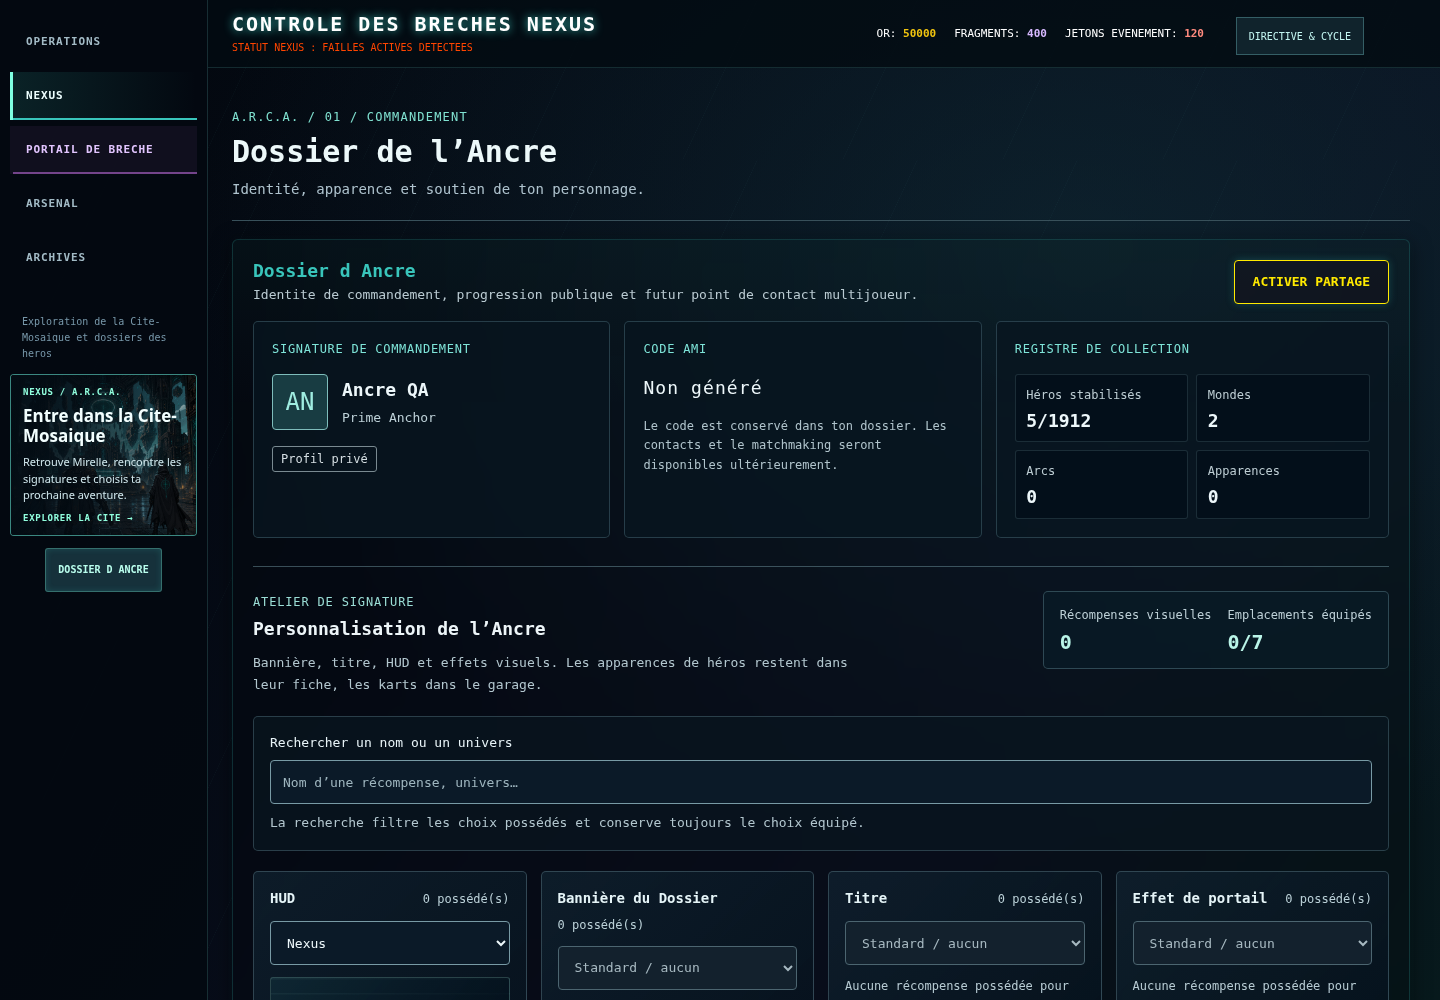 OPERATIONS
NEXUS
PORTAIL DE BRECHE
ARSENAL
ARCHIVES
Exploration de la Cite-
Mosaique et dossiers des
heros
NEXUS / A.R.C.A.
Entre dans la Cite-
Mosaique
Retrouve Mirelle, rencontre les
signatures et choisis ta
prochaine aventure.
EXPLORER LA CITE →
DOSSIER D ANCRE
CONTROLE DES BRECHES NEXUS
STATUT NEXUS : FAILLES ACTIVES DETECTEES
OR: 50000 FRAGMENTS: 400 JETONS EVENEMENT: 120
DIRECTIVE & CYCLE
A.R.C.A. / 01 / COMMANDEMENT
Dossier de l’Ancre
Identité, apparence et soutien de ton personnage.
Dossier d Ancre
Identite de commandement, progression publique et futur point de contact multijoueur.
ACTIVER PARTAGE
SIGNATURE DE COMMANDEMENT
AN
Ancre QA
Prime Anchor
Profil privé
CODE AMI
Non généré
Le code est conservé dans ton dossier. Les
contacts et le matchmaking seront
disponibles ultérieurement.
REGISTRE DE COLLECTION
Héros stabilisés
5/1912
Mondes
2
Arcs
0
Apparences
0
ATELIER DE SIGNATURE
Personnalisation de l’Ancre
Bannière, titre, HUD et effets visuels. Les apparences de héros restent dans
leur fiche, les karts dans le garage.
Récompenses visuelles
0
Emplacements équipés
0/7
Rechercher un nom ou un univers
Nom d’une récompense, univers…
La recherche filtre les choix possédés et conserve toujours le choix équipé.
HUD
0 possédé(s)
Nexus
Bannière du Dossier
0 possédé(s)
Standard / aucun
Titre
0 possédé(s)
Standard / aucun
Aucune récompense possédée pour
Effet de portail
0 possédé(s)
Standard / aucun
Aucune récompense possédée pour